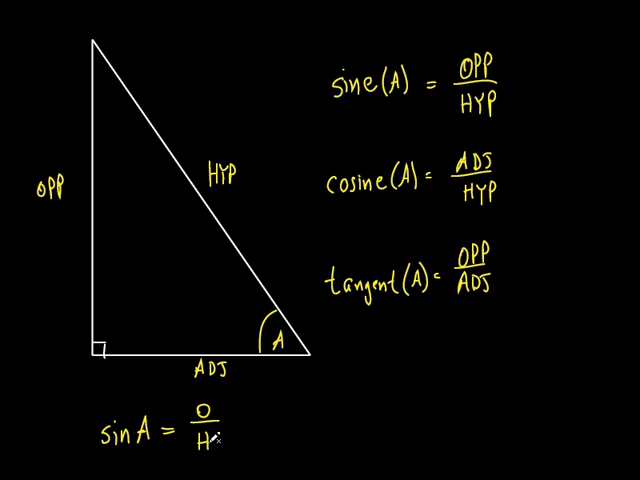 sine(A) = OPP/HYP
OPP
HYP
cosine(A) = ADJ/HYP
tangent(A) = OPP/ADJ
A
ADJ
sin A = O/H